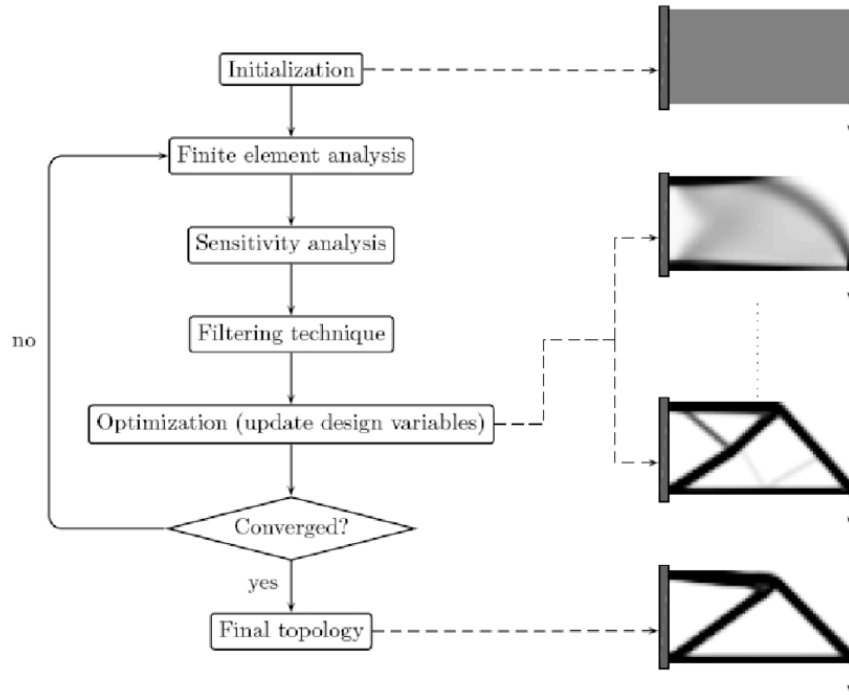 Initialization
Finite element analysis
Sensitivity analysis
no
Filtering technique
Optimization (update design variables)
Converged?
yes
Final topology